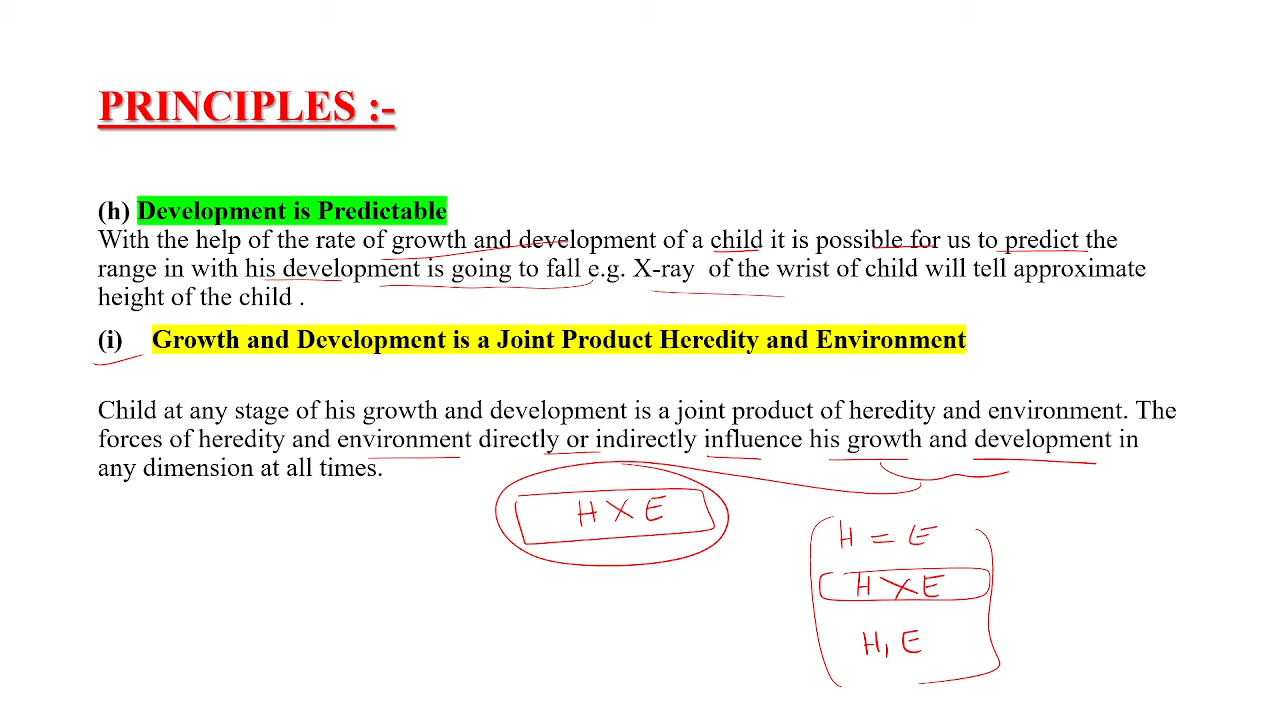 PRINCIPLES :-
(h) Development is Predictable
With the help of the rate of growth and development of a child it is possible for us to predict the
range in with his development is going to fall e.g. X-ray of the wrist of child will tell approximate
height of the child .
(i) Growth and Development is a Joint Product Heredity and Environment
Child at any stage of his growth and development is a joint product of heredity and environment. The
forces of heredity and environment directly or indirectly influence his growth and development in
any dimension at all times.
H X E
H = E
H X E
H, E